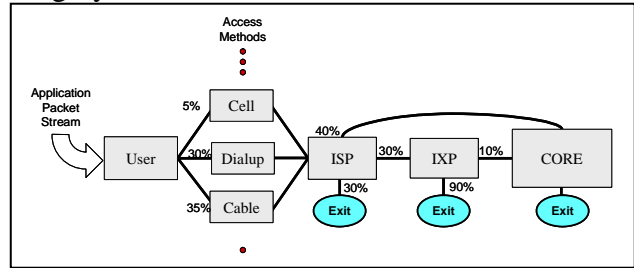 Access
Methods
Application
Packet
Stream
5%
Cell
40%
User
30%
Dialup
ISP
30%
IXP
10%
CORE
35%
Cable
30%
90%
Exit
Exit
Exit